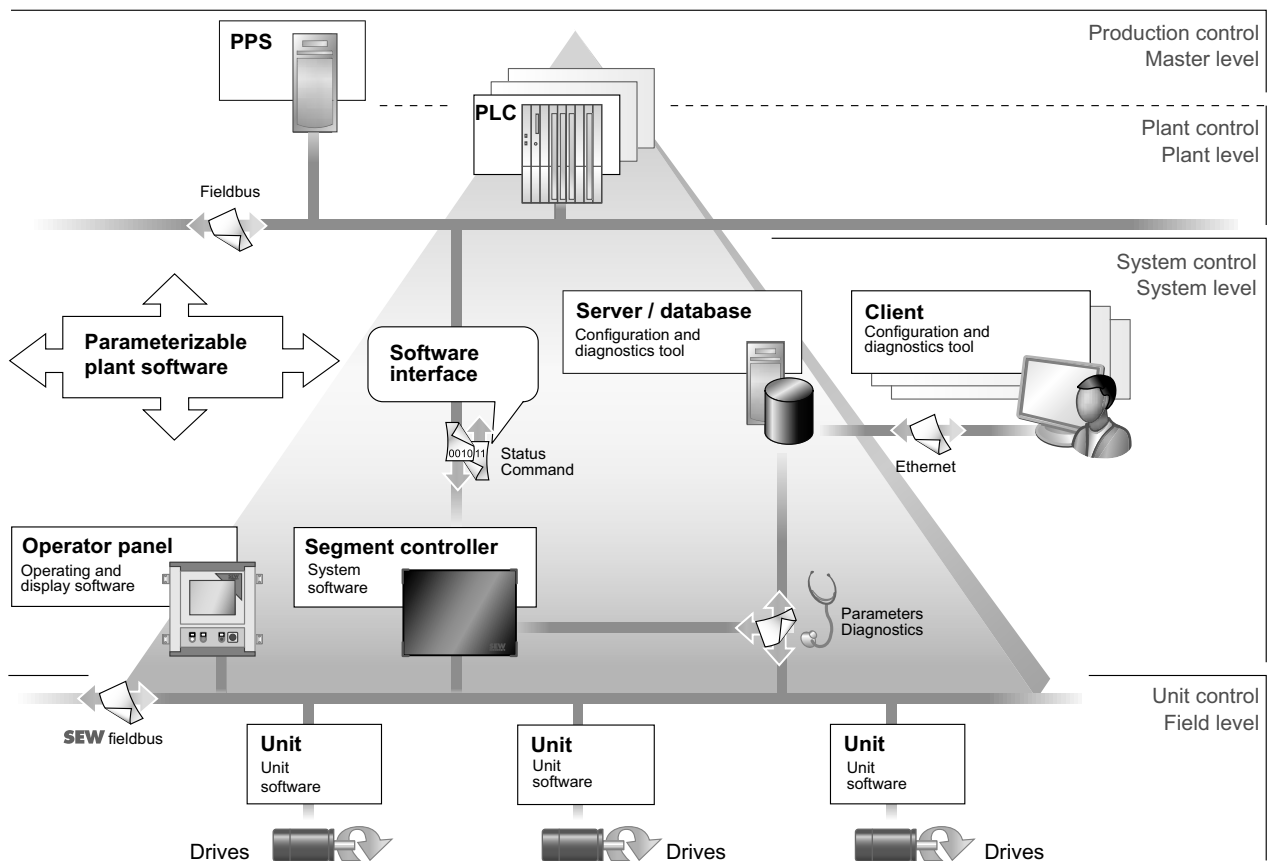 PPS
Production control
Master level
PLC
Plant control
Plant level
Fieldbus
System control
System level
Parameterizable
plant software
Software
interface
Server / database
Configuration and
diagnostics tool
Client
Configuration and
diagnostics tool
001011
Status
Command
Ethernet
Operator panel
Operating and
display software
Segment controller
System
software
SEW
Parameters
Diagnostics
Unit control
Field level
SEW fieldbus
Unit
Unit
software
Unit
Unit
software
Unit
Unit
software
Drives
Drives
Drives